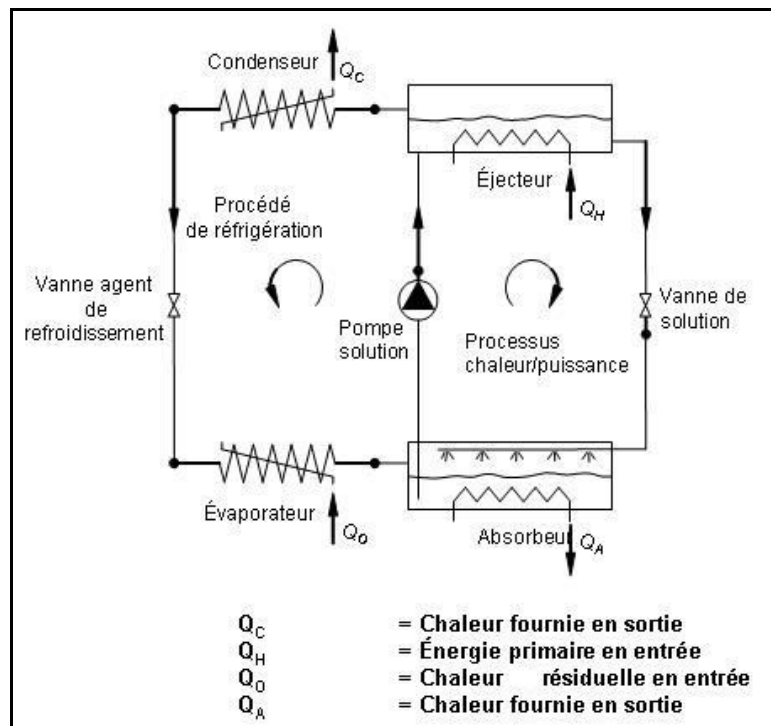 Condenseur
Q_C
Éjecteur
Q_H
Procédé
de réfrigération
Vanne agent
de
refroidissement
Pompe
solution
Processus
chaleur/puissance
Vanne de
solution
Évaporateur
Q_O
Absorbeur
Q_A
Q_C = Chaleur fournie en sortie
Q_H = Énergie primaire en entrée
Q_O = Chaleur résiduelle en entrée
Q_A = Chaleur fournie en sortie